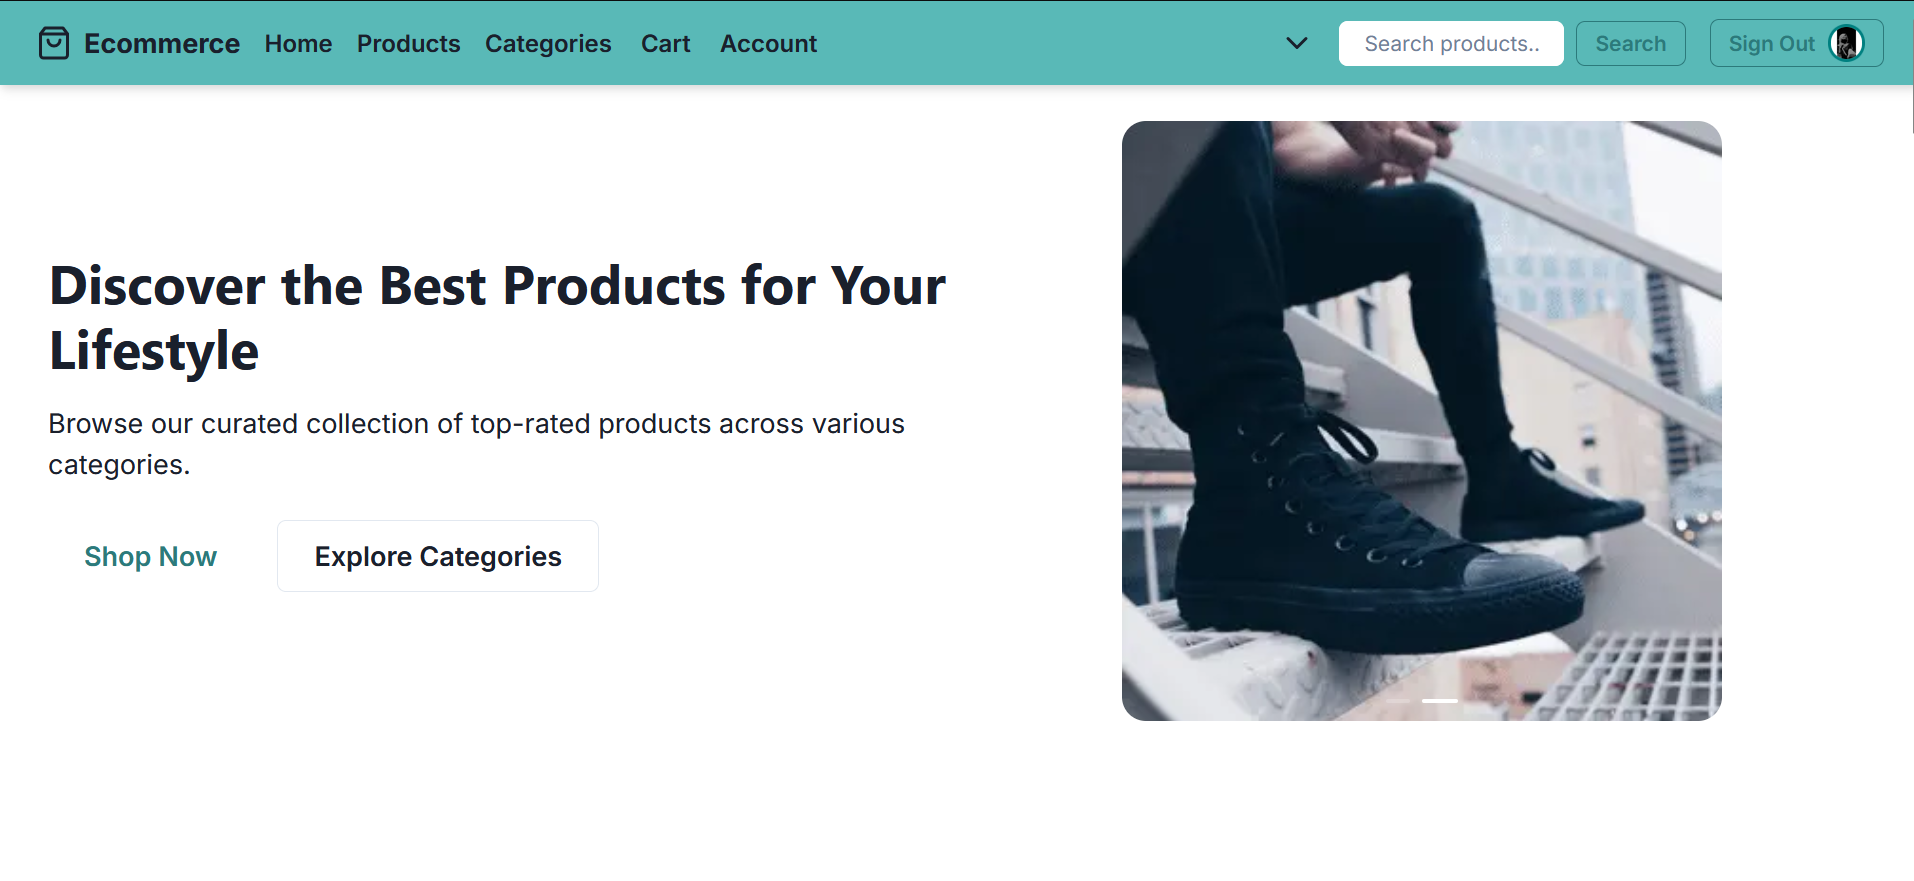 Ecommerce Home Products Categories Cart Account Search products.. Search Sign Out
Discover the Best Products for Your
Lifestyle
Browse our curated collection of top-rated products across various
categories.
Shop Now Explore Categories